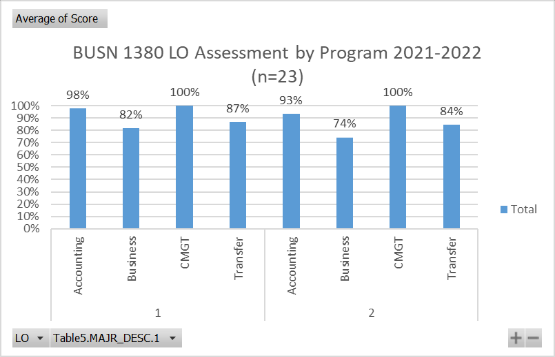 Average of Score
BUSN 1380 LO Assessment by Program 2021-2022
(n=23)
98%
82%
100%
87%
93%
74%
100%
84%
100%
90%
80%
70%
60%
50%
40%
30%
20%
10%
0%
Total
Accounting
Business
CMGT
Transfer
Accounting
Business
CMGT
Transfer
1
2
LO
Table5.MAJR_DESC.1